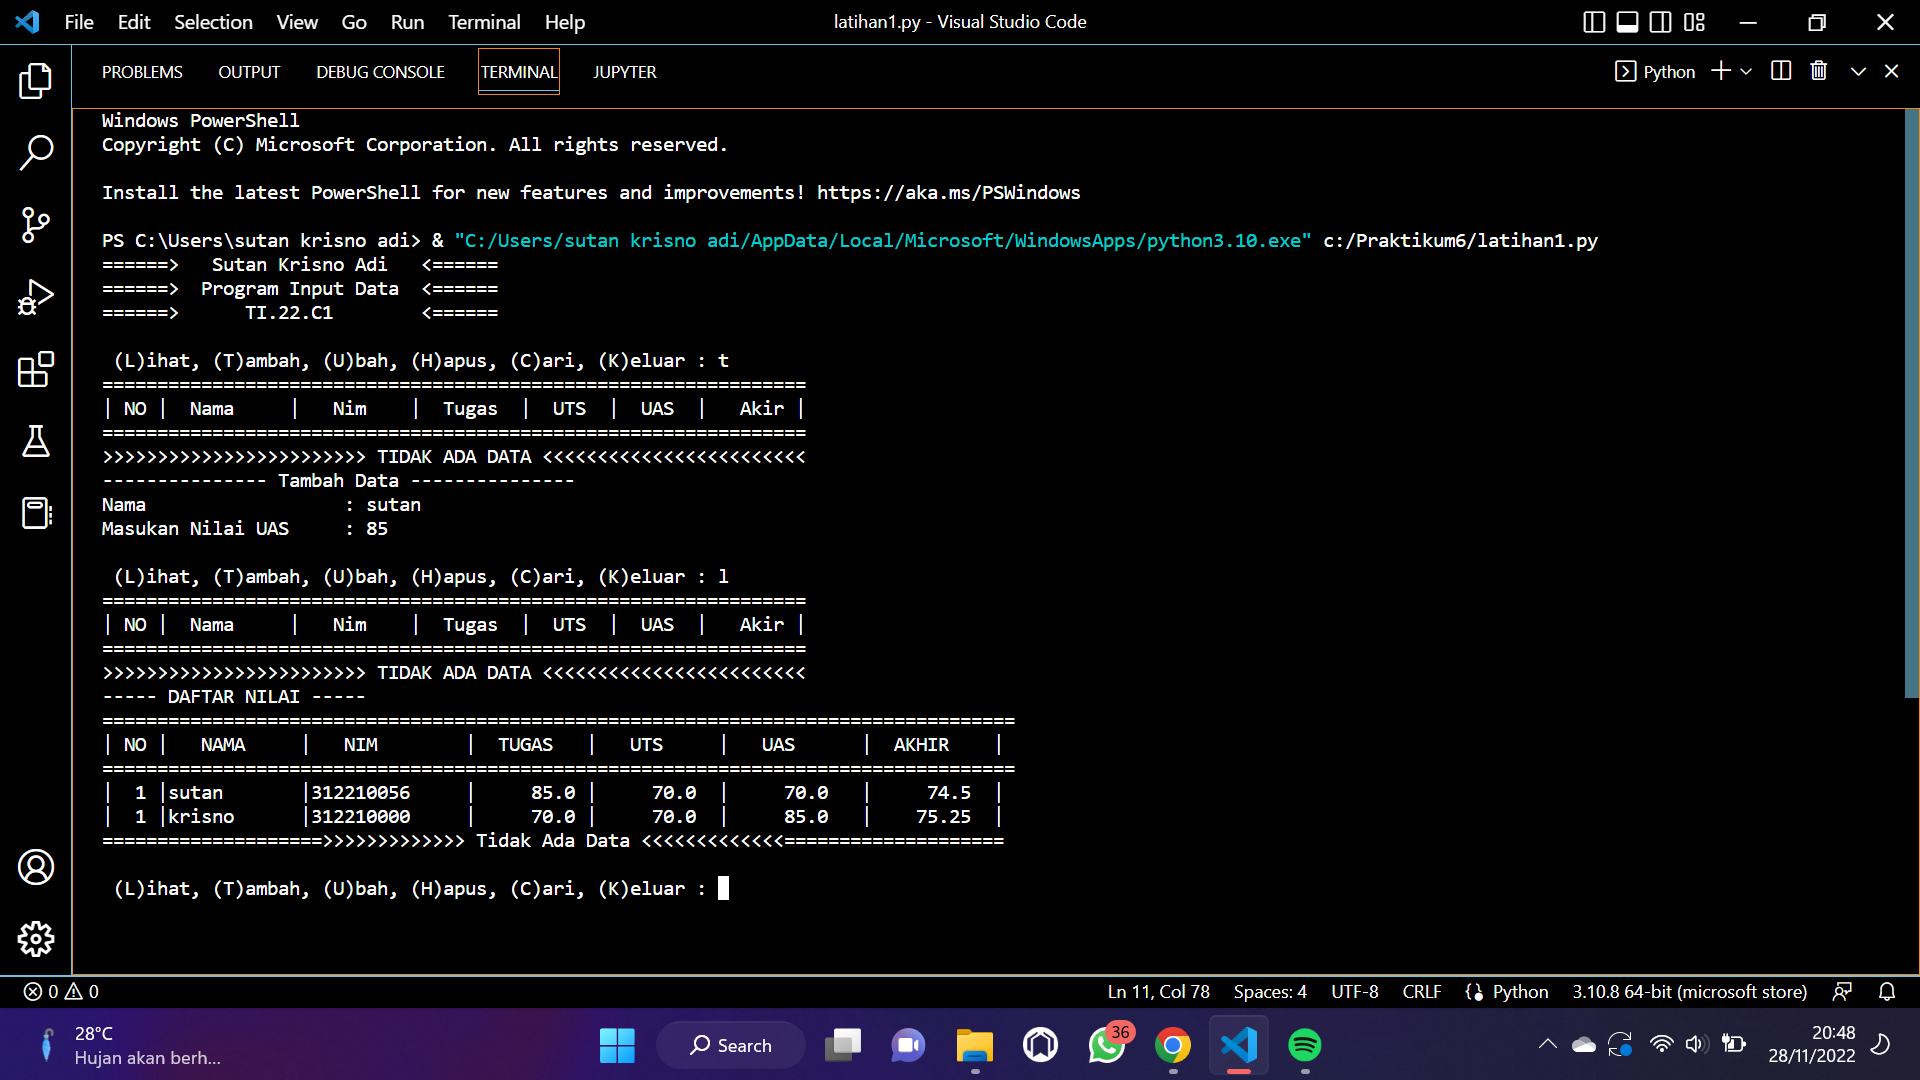 File Edit Selection View Go Run Terminal Help latihan1.py - Visual Studio Code
PROBLEMS OUTPUT DEBUG CONSOLE TERMINAL JUPYTER Python
Windows PowerShell
Copyright (C) Microsoft Corporation. All rights reserved.
Install the latest PowerShell for new features and improvements! https://aka.ms/PSWindows
PS C:\Users\sutan krisno adi> & "C:/Users/sutan krisno adi/AppData/Local/Microsoft/WindowsApps/python3.10.exe" c:/Praktikum6/latihan1.py
======>   Sutan Krisno Adi   <======
======>  Program Input Data  <======
======>      TI.22.C1        <======
(L)ihat, (T)ambah, (U)bah, (H)apus, (C)ari, (K)eluar : t
================================================================
| NO |  Nama     |   Nim    |  Tugas  |  UTS  |  UAS  |   Akir |
================================================================
>>>>>>>>>>>>>>>>>>>>>>>> TIDAK ADA DATA <<<<<<<<<<<<<<<<<<<<<<<<
--------------- Tambah Data ---------------
Nama                  : sutan
Masukan Nilai UAS     : 85
(L)ihat, (T)ambah, (U)bah, (H)apus, (C)ari, (K)eluar : l
================================================================
| NO |  Nama     |   Nim    |  Tugas  |  UTS  |  UAS  |   Akir |
================================================================
>>>>>>>>>>>>>>>>>>>>>>>> TIDAK ADA DATA <<<<<<<<<<<<<<<<<<<<<<<<
----- DAFTAR NILAI -----
===================================================================================
| NO |   NAMA     |   NIM        |  TUGAS   |   UTS     |   UAS      |  AKHIR    |
===================================================================================
|  1 |sutan       |312210056     |     85.0 |     70.0  |     70.0   |     74.5  |
|  1 |krisno      |312210000     |     70.0 |     70.0  |     85.0   |    75.25  |
====================>>>>>>>>>>>>> Tidak Ada Data <<<<<<<<<<<<<====================
(L)ihat, (T)ambah, (U)bah, (H)apus, (C)ari, (K)eluar :
0 0 Ln 11, Col 78 Spaces: 4 UTF-8 CRLF Python 3.10.8 64-bit (microsoft store)
28°C
Hujan akan berh...
Search
36
20:48
28/11/2022